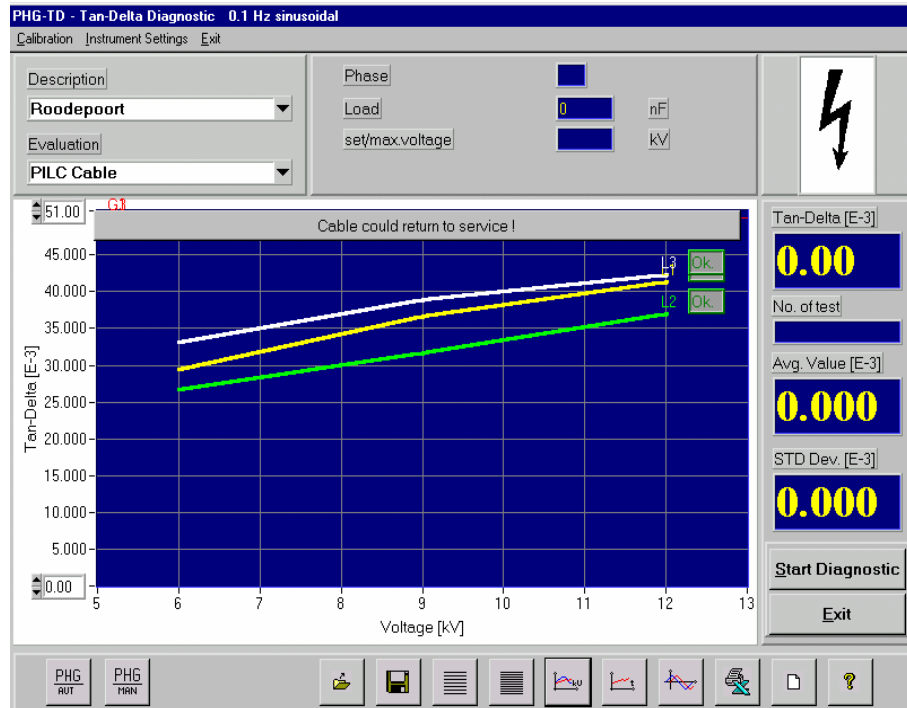 PHG-TD - Tan-Delta Diagnostic 0.1 Hz sinusoidal
Calibration Instrument Settings Exit
Description
Roodepoort
Evaluation
PILC Cable
Phase
Load 0 nF
set/max.voltage kV
Cable could return to service !
51.00
45.000
40.000
35.000
30.000
25.000
20.000
15.000
10.000
5.000
0.00
Tan-Delta [E-3]
L3 Ok.
L2 Ok.
5 6 7 8 9 10 11 12 13
Voltage [kV]
Tan-Delta [E-3]
0.00
No. of test
Avg. Value [E-3]
0.000
STD Dev. [E-3]
0.000
Start Diagnostic
Exit
PHG
AUT
PHG
MAN
kU
t
?